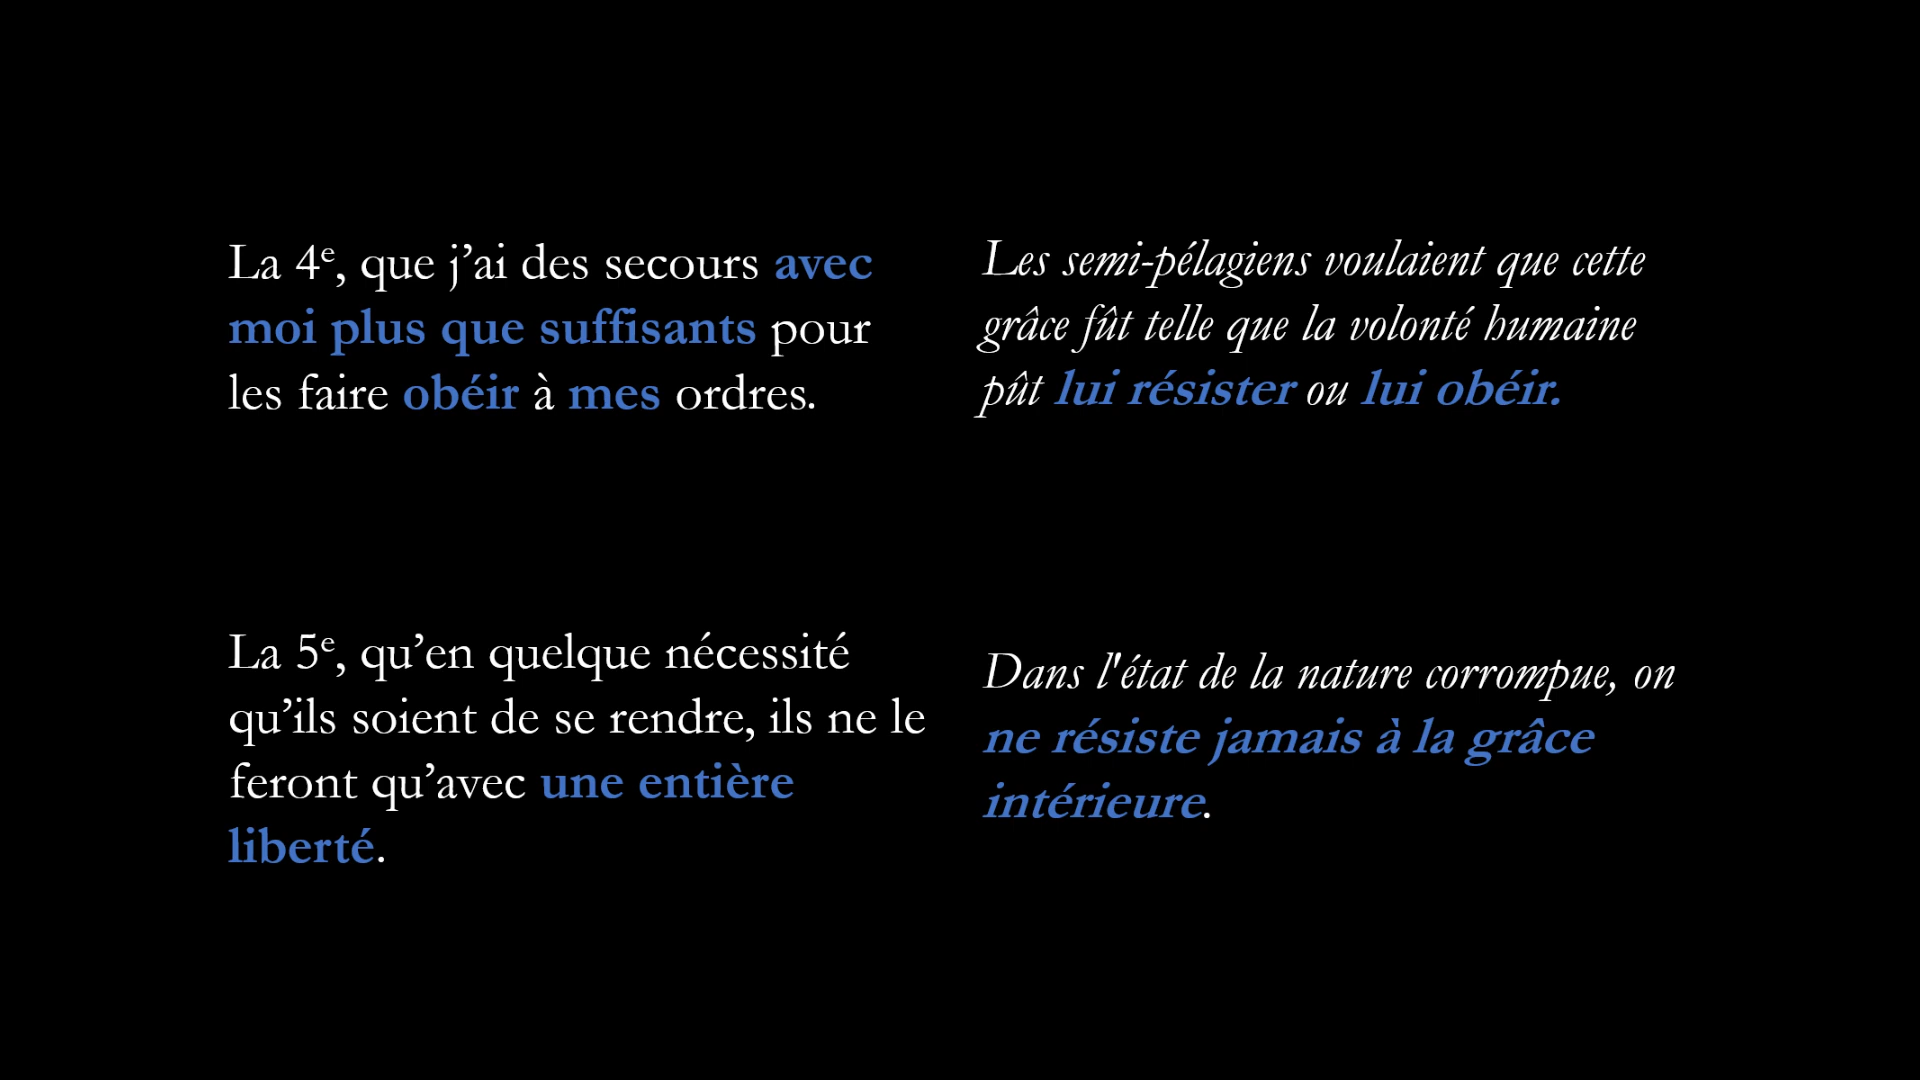 La 4e, que j’ai des secours avec
moi plus que suffisants pour
les faire obéir à mes ordres.
Les semi-pélagiens voulaient que cette
grâce fût telle que la volonté humaine
pût lui résister ou lui obéir.
La 5e, qu’en quelque nécessité
qu’ils soient de se rendre, ils ne le
feront qu’avec une entière
liberté.
Dans l'état de la nature corrompue, on
ne résiste jamais à la grâce
intérieure.